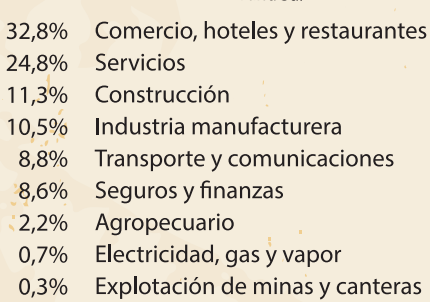 32,8% Comercio, hoteles y restaurantes
24,8% Servicios
11,3% Construcción
10,5% Industria manufacturera
8,8% Transporte y comunicaciones
8,6% Seguros y finanzas
2,2% Agropecuario
0,7% Electricidad, gas y vapor
0,3% Explotación de minas y canteras